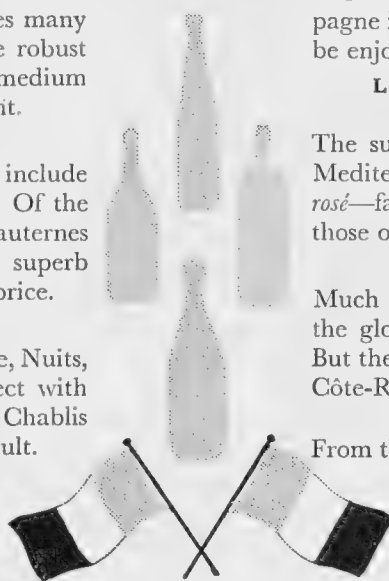 es many
e robust
medium
it.
include
Of the
auternes
superb
orice.
e, Nuits,
ect with
Chablis
ult.
pagne i
be enjo
L
The su
Medite
rosé—fa
those o
Much
the glo
But the
Côte-R
From t